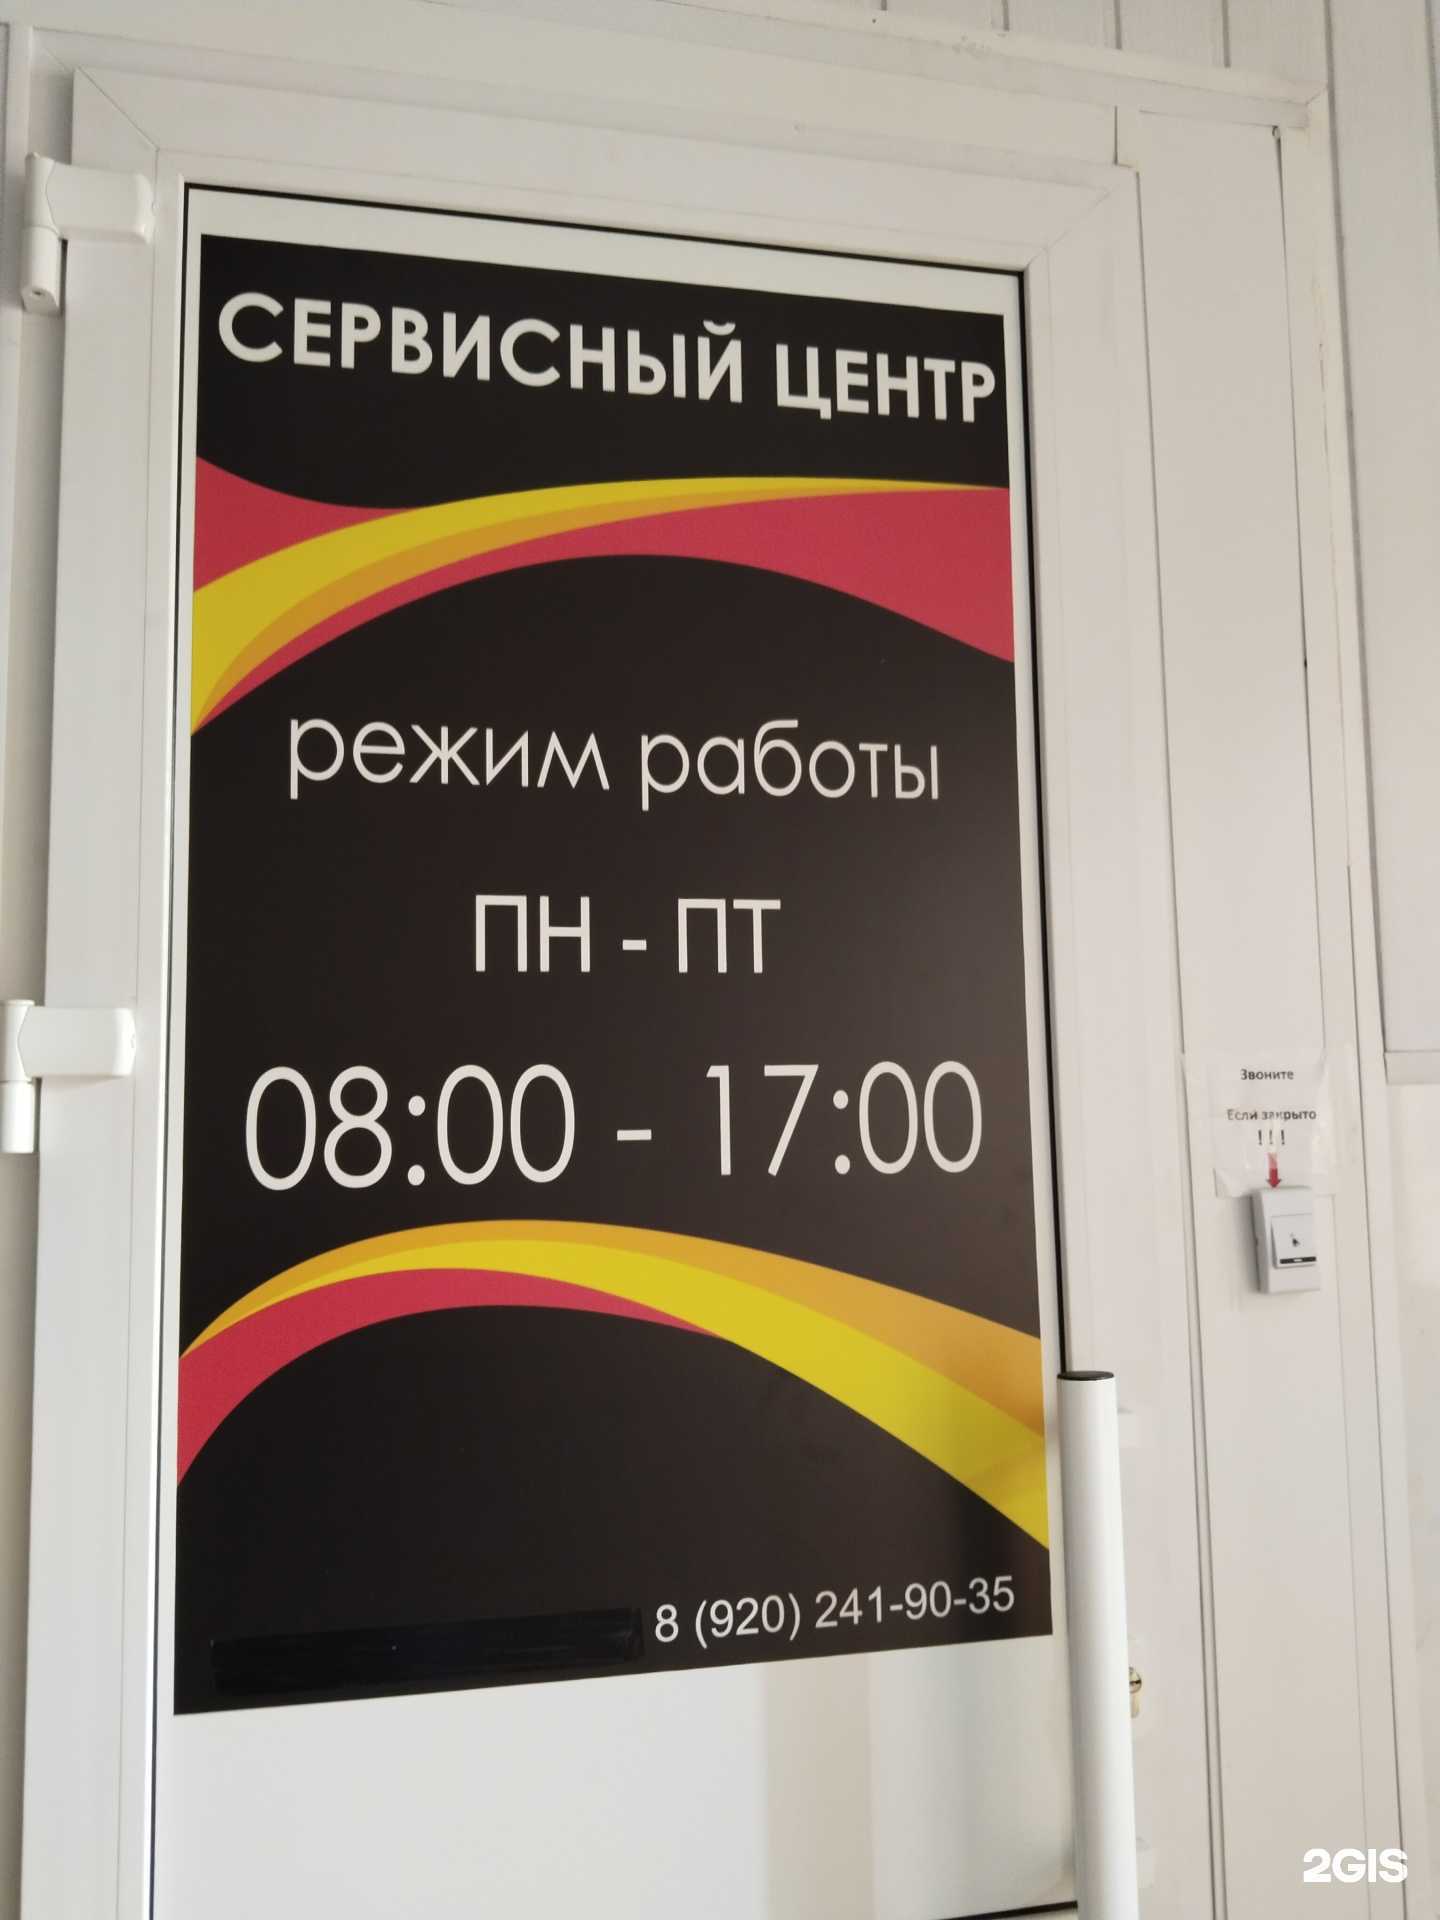 СЕРВИСНЫЙ ЦЕНТР
режим работы
ПН - ПТ
08:00 - 17:00
8 (920) 241-90-35
Звоните
Если закрыто
!!!
2GIS